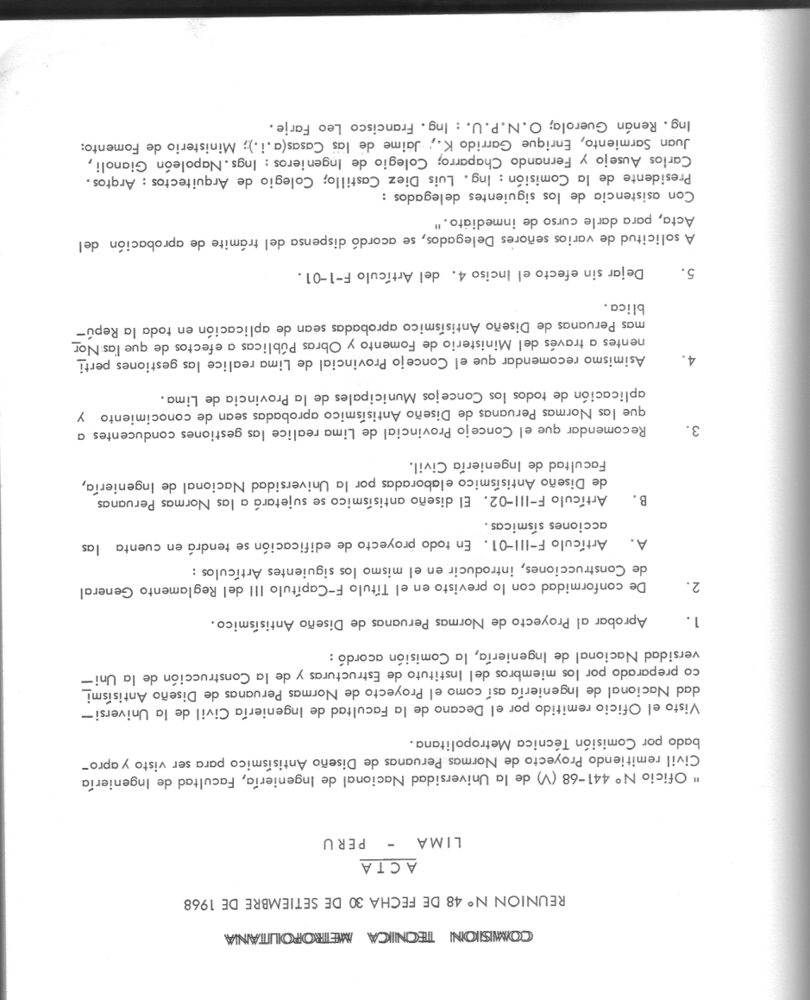 COMISION TECNICA METROPOLITANA
REUNION Nº 48 DE FECHA 30 DE SETIEMBRE DE 1968
ACTA
LIMA - PERU
" Oficio Nº 441-68 (V) de la Universidad Nacional de Ingeniería, Facultad de Ingeniería
Civil remitiendo Proyecto de Normas Peruanas de Diseño Antisísmico para ser visto y apro-
bado por Comisión Técnica Metropolitana.
Visto el Oficio remitido por el Decano de la Facultad de Ingeniería Civil de la Universi-
dad Nacional de Ingeniería así como el Proyecto de Normas Peruanas de Diseño Antisísmi
co preparado por los miembros del Instituto de Estructuras y de la Construcción de la Uni-
versidad Nacional de Ingeniería, la Comisión acordó :
1. Aprobar al Proyecto de Normas Peruanas de Diseño Antisísmico.
2. De conformidad con lo previsto en el Título F-Capítulo III del Reglamento General
de Construcciones, introducir en el mismo los siguientes Artículos :
A. Artículo F-III-01. En todo proyecto de edificación se tendrá en cuenta las
acciones sísmicas.
B. Artículo F-III-02. El diseño antisísmico se sujetará a las Normas Peruanas
de Diseño Antisísmico elaboradas por la Universidad Nacional de Ingeniería,
Facultad de Ingeniería Civil.
3. Recomendar que el Concejo Provincial de Lima realice las gestiones conducentes a
que las Normas Peruanas de Diseño Antisísmico aprobadas sean de conocimiento y
aplicación de todos los Concejos Municipales de la Provincia de Lima.
4. Asimismo recomendar que el Concejo Provincial de Lima realice las gestiones perti
nentes a través del Ministerio de Fomento y Obras Públicas a efectos de que las Nor
mas Peruanas de Diseño Antisísmico aprobadas sean de aplicación en toda la Repú-
blica.
5. Dejar sin efecto el inciso 4. del Artículo F-1-01.
A solicitud de varios señores Delegados, se acordó dispensa del trámite de aprobación del
Acta, para darle curso de inmediato."
Con asistencia de los siguientes delegados :
Presidente de la Comisión : Ing. Luis Diez Castillo; Colegio de Arquitectos : Arqtos.
Carlos Ausejo y Fernando Chaparro; Colegio de Ingenieros : Ings. Napoleón Gianoli,
Juan Sarmiento, Enrique Garrido K., Jaime de las Casas(a.i.); Ministerio de Fomento:
Ing. Renán Guerola; O.N.P.U. : Ing. Francisco Leo Farje.